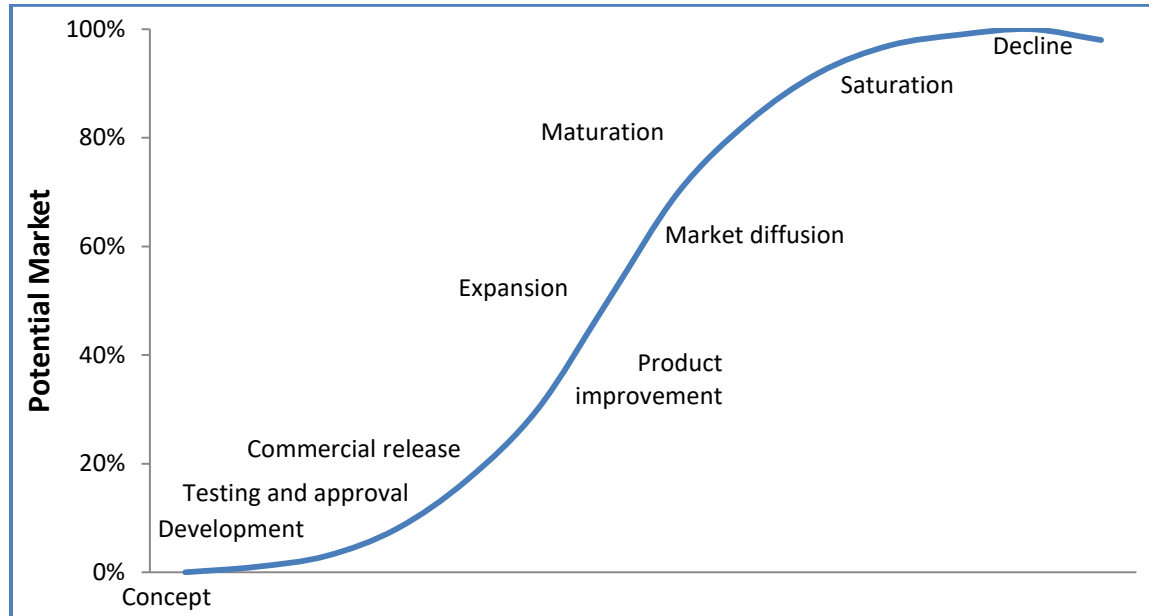 100%
Decline
Saturation
80%
Maturation
Market diffusion
60%
Expansion
Potential Market
40%
Product
improvement
Commercial release
20%
Testing and approval
Development
0%
Concept